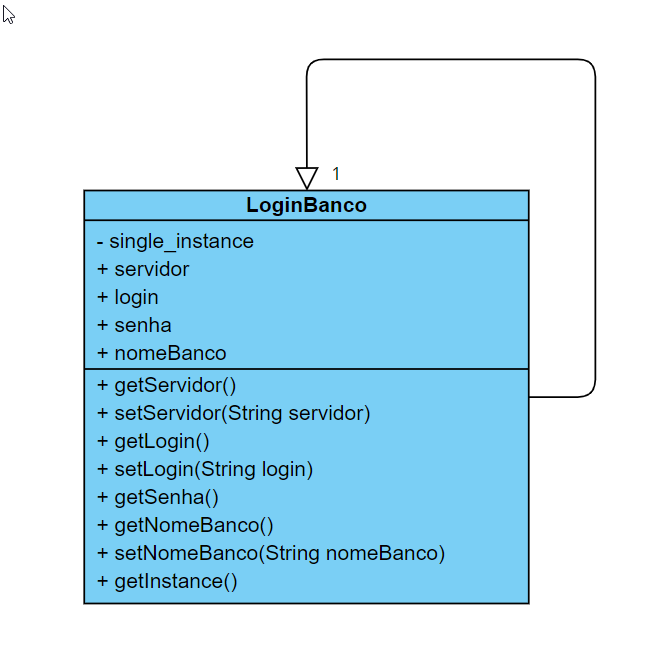 1
LoginBanco
- single_instance
+ servidor
+ login
+ senha
+ nomeBanco
+ getServidor()
+ setServidor(String servidor)
+ getLogin()
+ setLogin(String login)
+ getSenha()
+ getNomeBanco()
+ setNomeBanco(String nomeBanco)
+ getInstance()